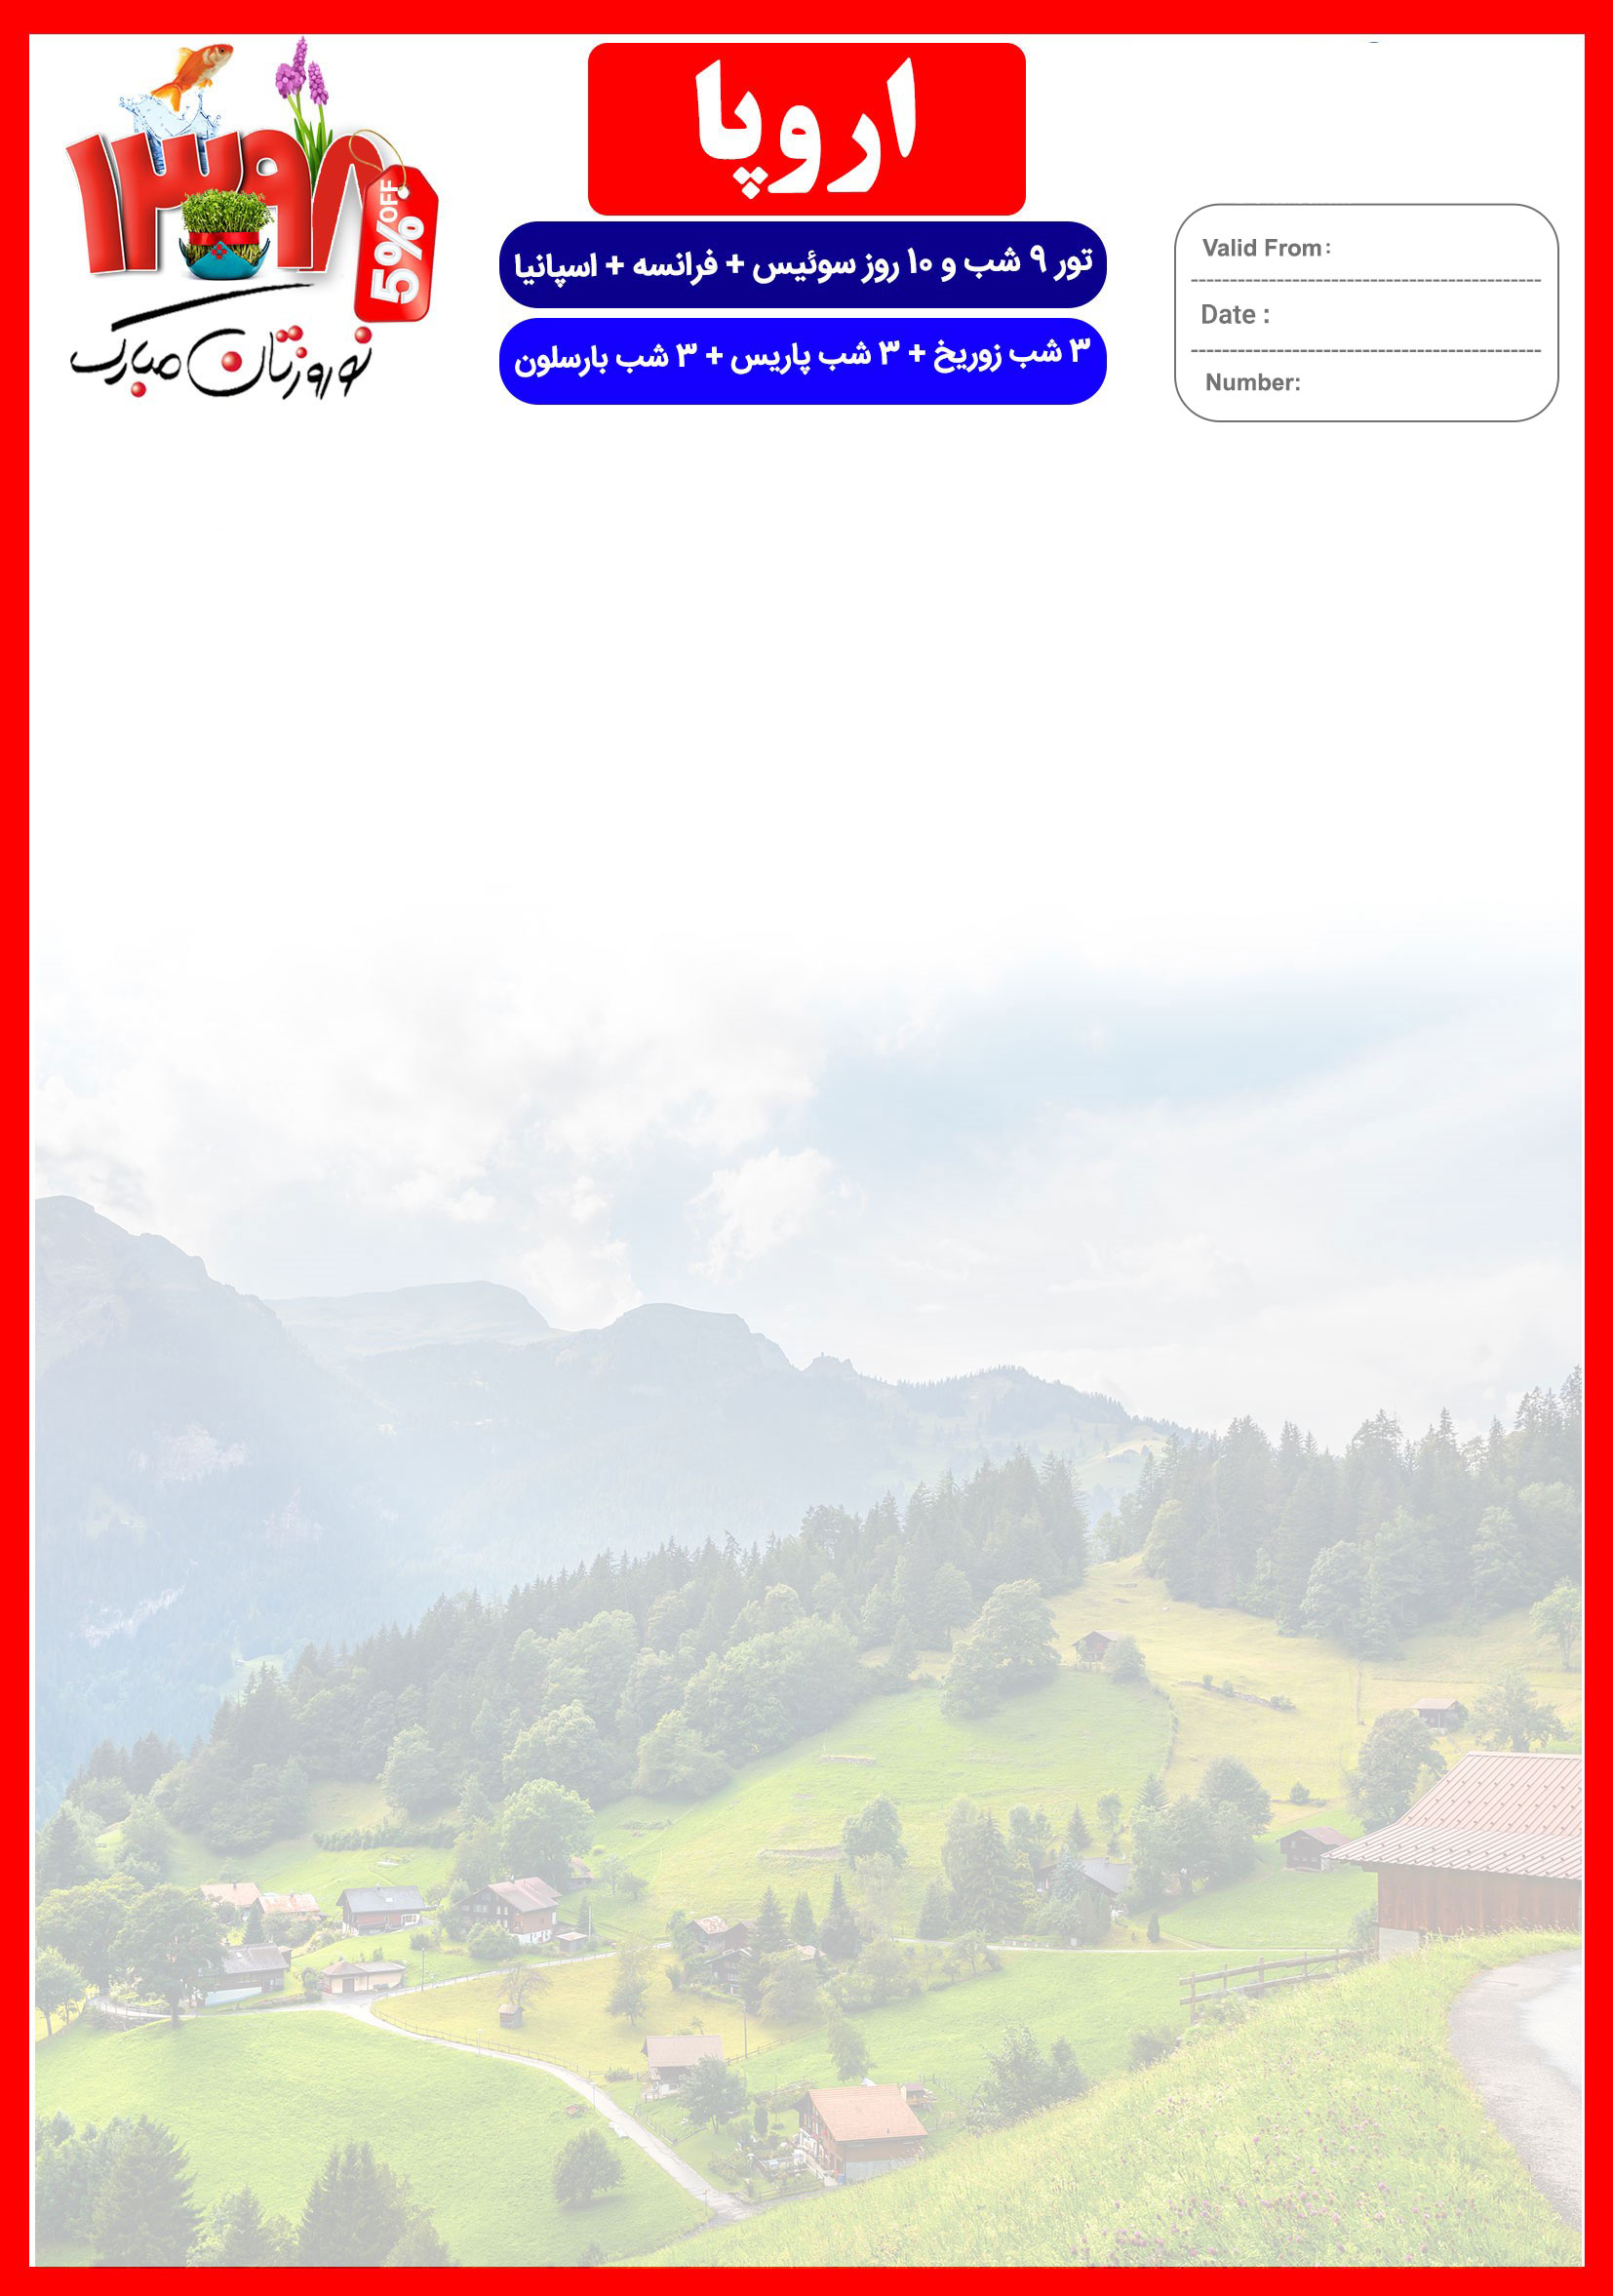 ۱۳۹۸
5% OFF
نوروزتان مبارک
اروپا
تور ۹ شب و ۱۰ روز سوئیس + فرانسه + اسپانیا
۳ شب زوریخ + ۳ شب پاریس + ۳ شب بارسلون
Valid From:
Date :
Number: